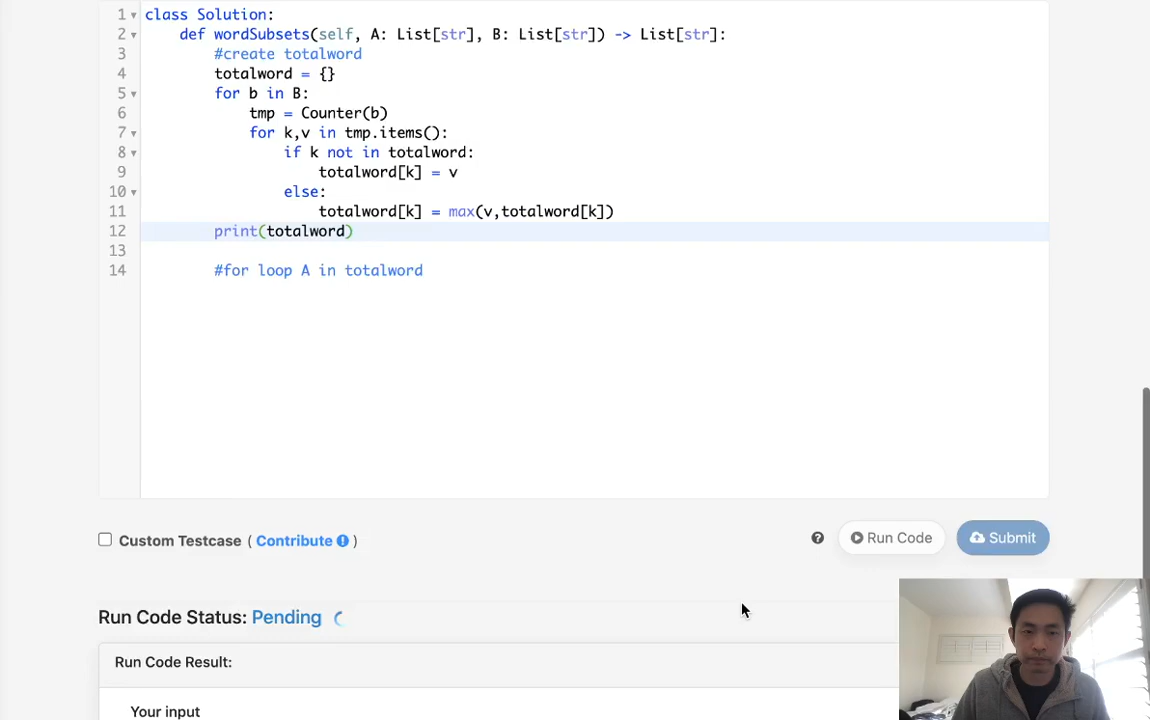 1 class Solution:
2 def wordSubsets(self, A: List[str], B: List[str]) -> List[str]:
3 #create totalword
4 totalword = {}
5 for b in B:
6 tmp = Counter(b)
7 for k,v in tmp.items():
8 if k not in totalword:
9 totalword[k] = v
10 else:
11 totalword[k] = max(v,totalword[k])
12 print(totalword)
13
14 #for loop A in totalword
Custom Testcase ( Contribute )
? Run Code Submit
Run Code Status: Pending
Run Code Result:
Your input